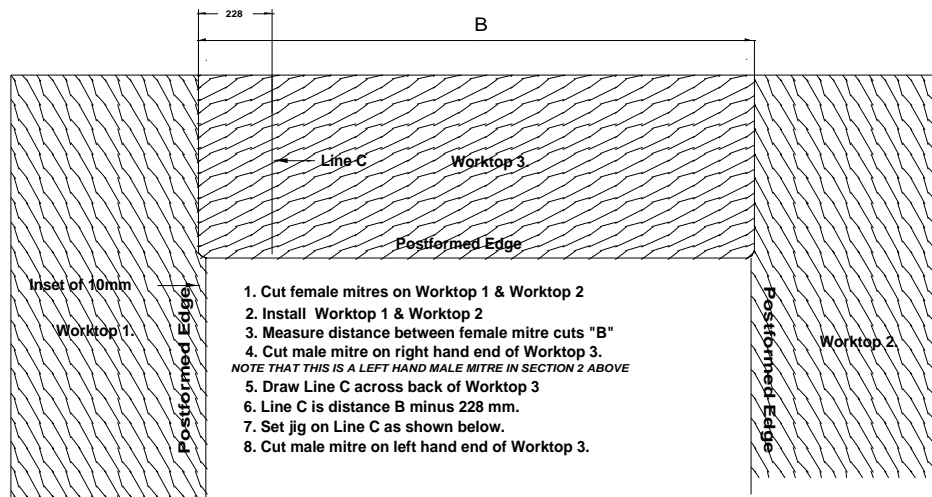 228
B
Line C
Worktop 3.
Postformed Edge
Inset of 10mm
Worktop 1.
Postformed Edge
1. Cut female mitres on Worktop 1 & Worktop 2
2. Install Worktop 1 & Worktop 2
3. Measure distance between female mitre cuts "B"
4. Cut male mitre on right hand end of Worktop 3.
NOTE THAT THIS IS A LEFT HAND MALE MITRE IN SECTION 2 ABOVE
5. Draw Line C across back of Worktop 3
6. Line C is distance B minus 228 mm.
7. Set jig on Line C as shown below.
8. Cut male mitre on left hand end of Worktop 3.
Postformed Edge
Worktop 2.